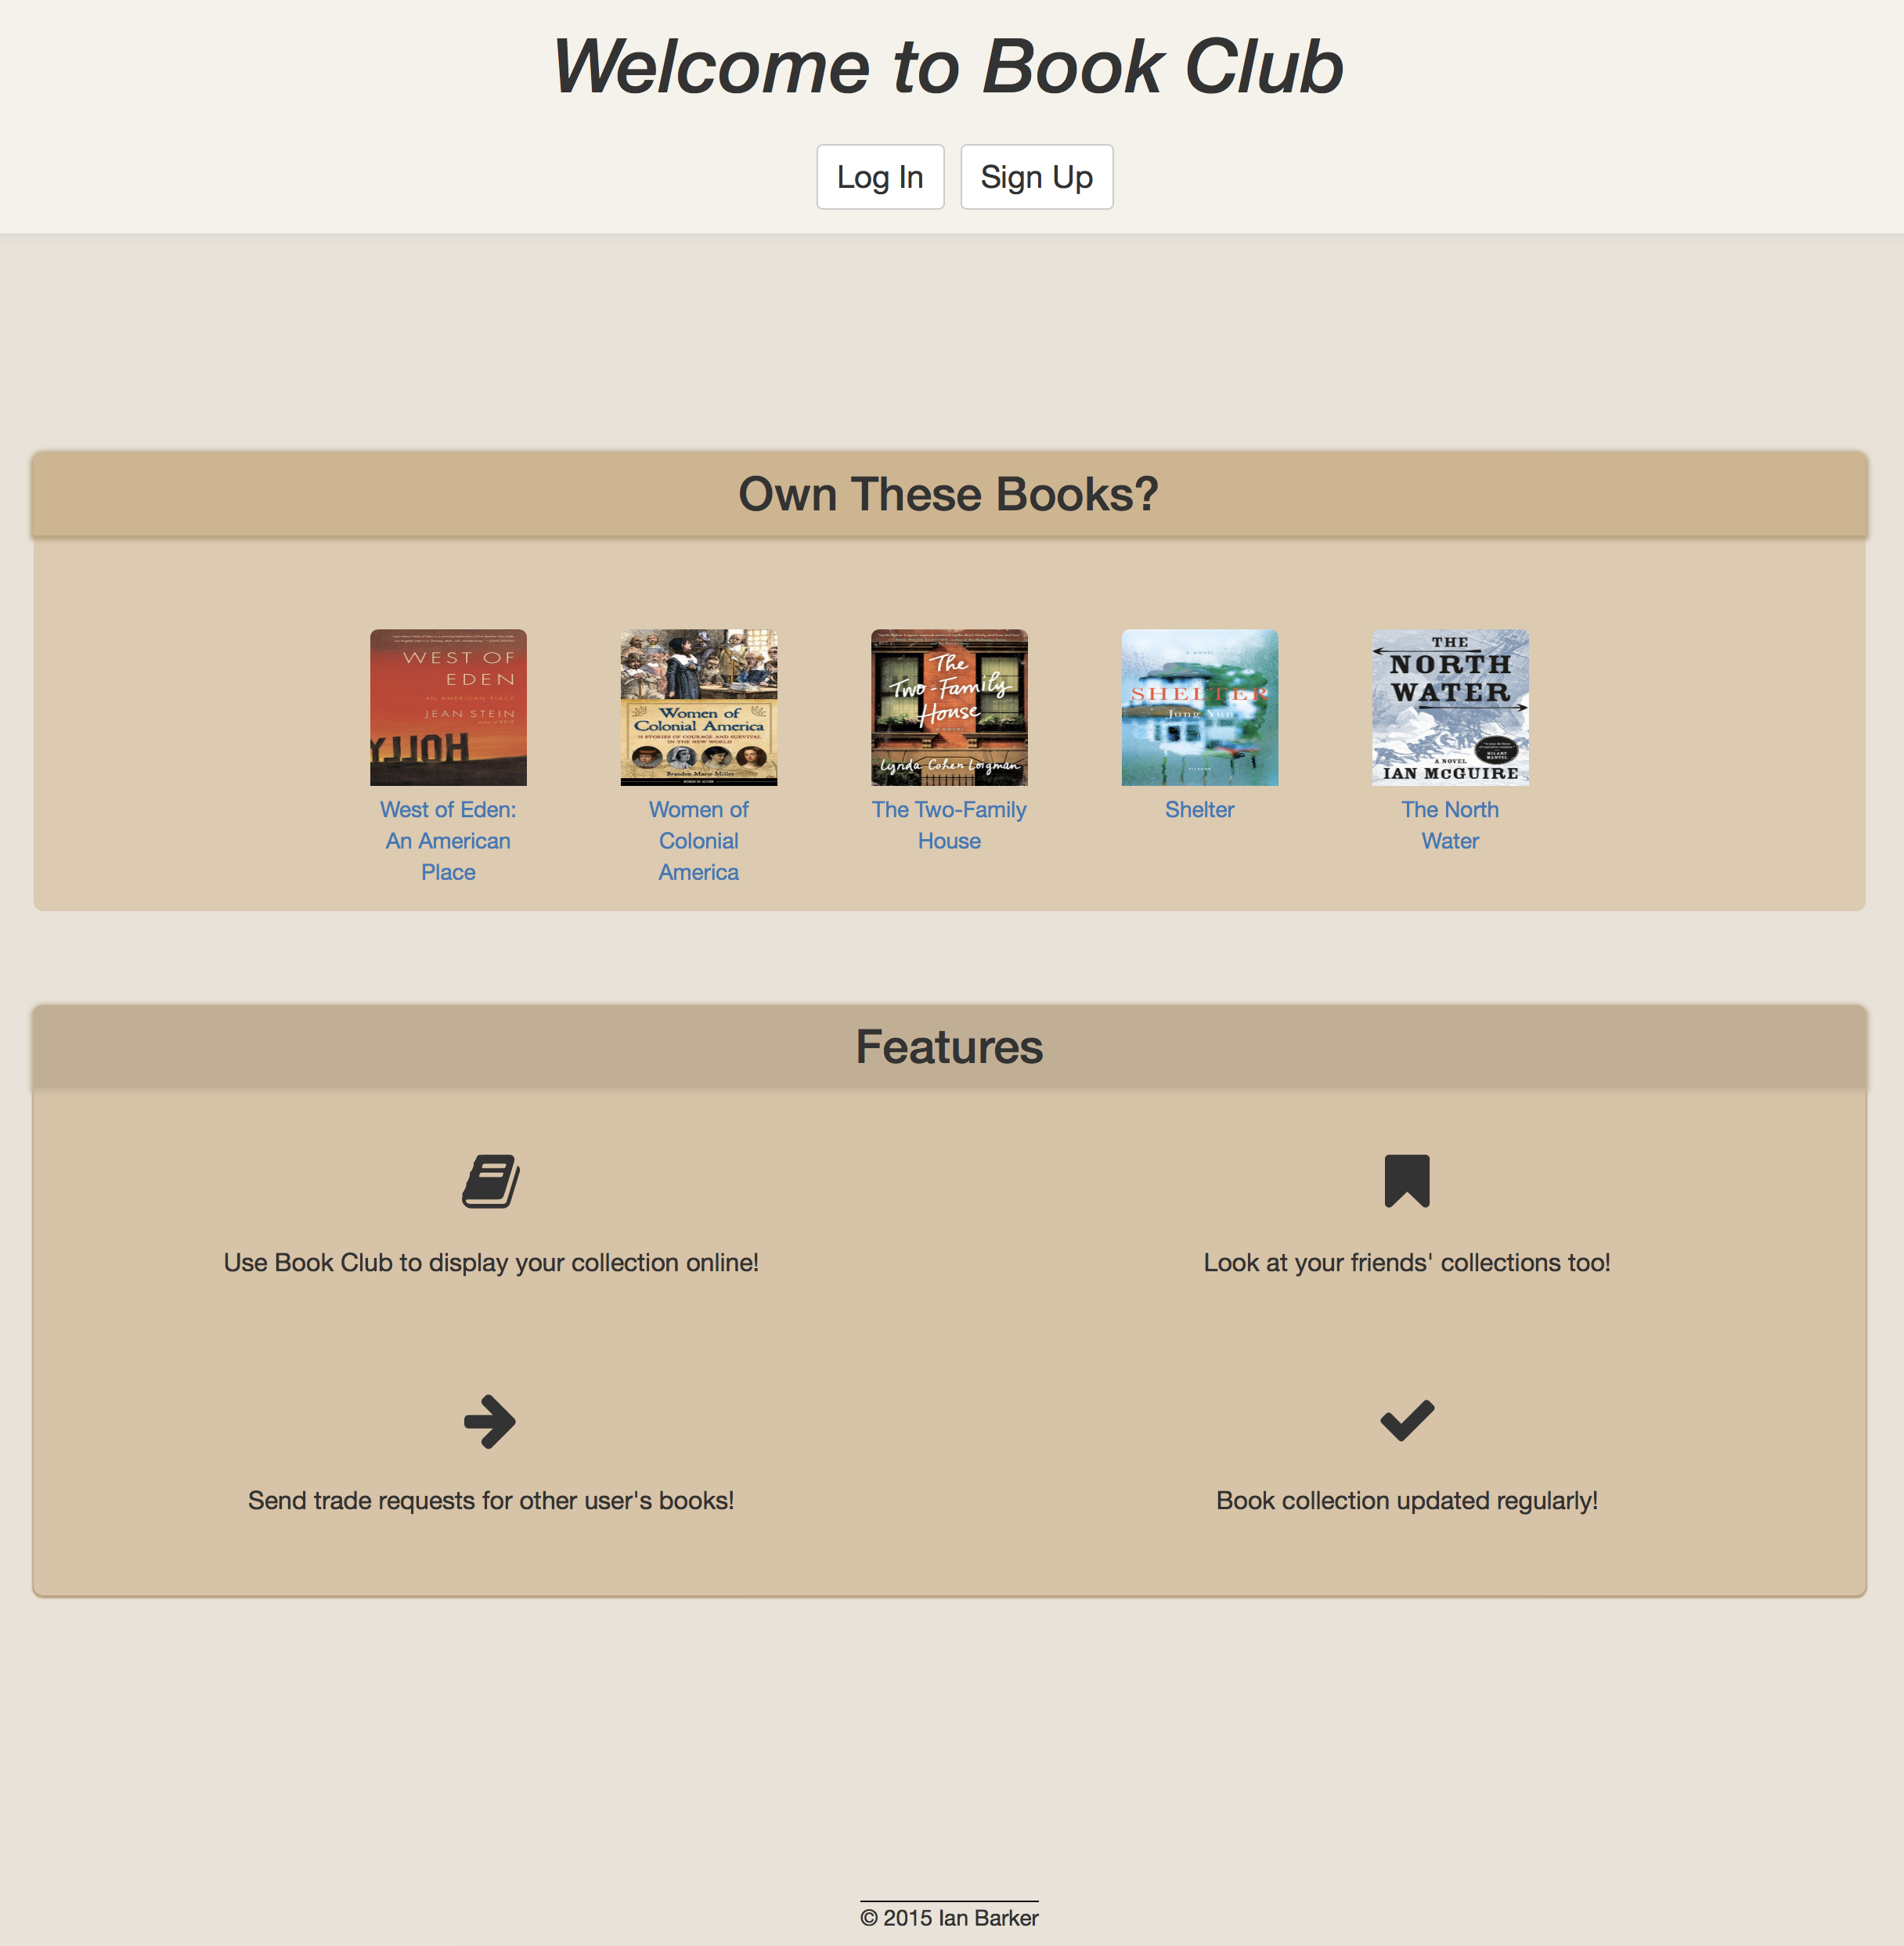 Welcome to Book Club
Log In
Sign Up
Own These Books?
WEST OF
EDEN
AN AMERICAN PLACE
JEAN STEIN
HOLLY
Women of
Colonial America
15 STORIES OF COURAGE AND SURVIVAL
IN THE NEW WORLD
Brandon Marie Miller
The
Two-Family
House
A NOVEL
Lynda Cohen Loigman
A NOVEL
SHELTER
Jung Yun
THE
NORTH
WATER
HILARY
MANTEL
A NOVEL
IAN McGUIRE
West of Eden:
An American
Place
Women of
Colonial
America
The Two-Family
House
Shelter
The North
Water
Features
Use Book Club to display your collection online!
Look at your friends' collections too!
Send trade requests for other user's books!
Book collection updated regularly!
© 2015 Ian Barker